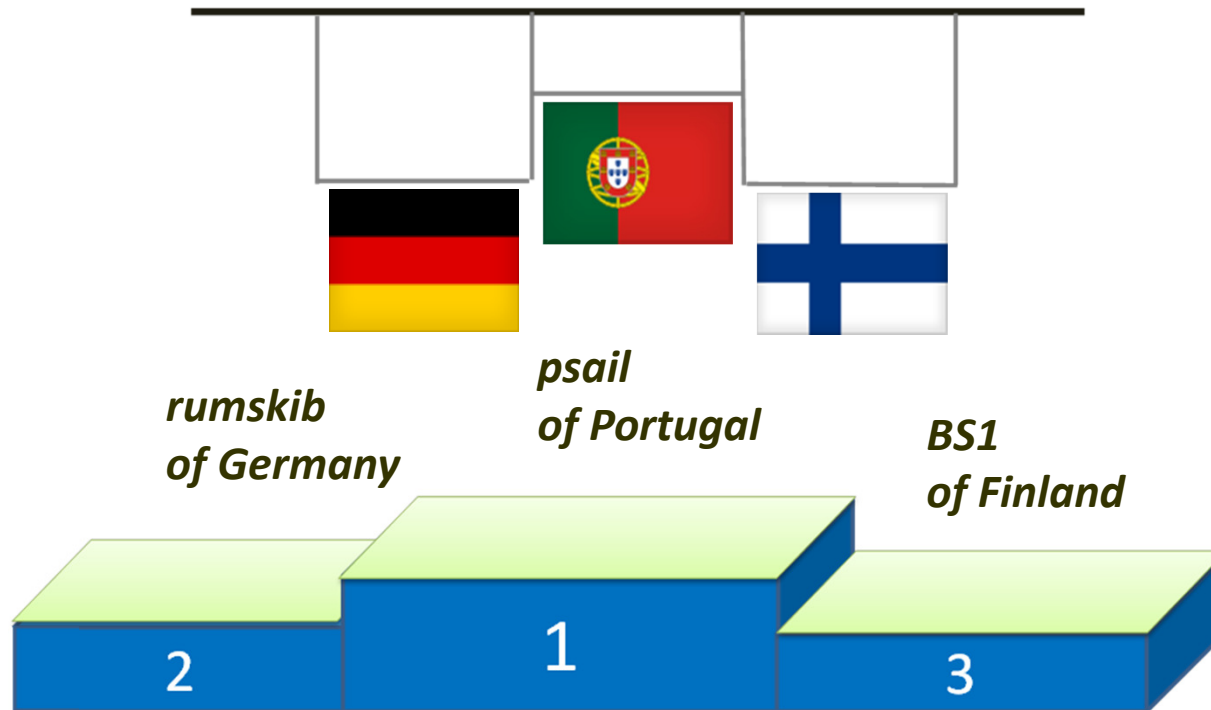 psail
of Portugal
rumskib
of Germany
BS1
of Finland
1
2
3